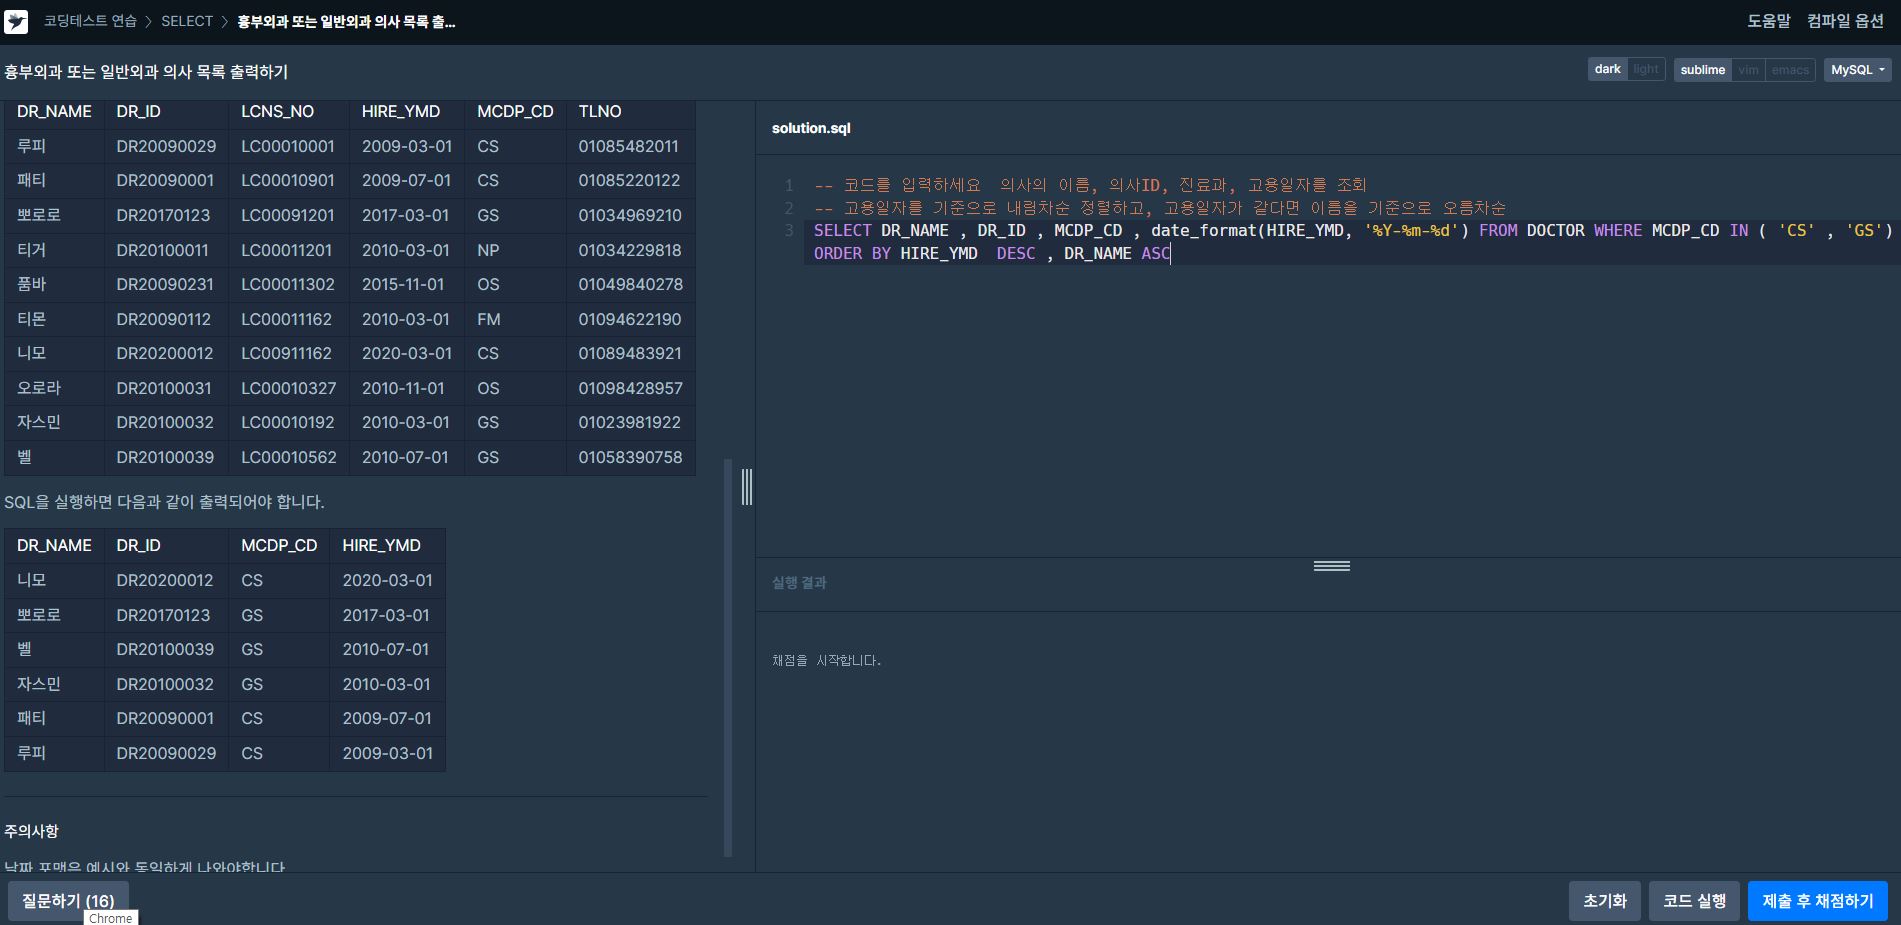 코딩테스트 연습 > SELECT > 흉부외과 또는 일반외과 의사 목록 출...
도움말 컴파일 옵션
흉부외과 또는 일반외과 의사 목록 출력하기
dark light sublime vim emacs MySQL
DR_NAME DR_ID LCNS_NO HIRE_YMD MCDP_CD TLNO
루피 DR20090029 LC00010001 2009-03-01 CS 01085482011
패티 DR20090001 LC00010901 2009-07-01 CS 01085220122
뽀로로 DR20170123 LC00091201 2017-03-01 GS 01034969210
티거 DR20100011 LC00011201 2010-03-01 NP 01034229818
품바 DR20090231 LC00011302 2015-11-01 OS 01049840278
티몬 DR20090112 LC00011162 2010-03-01 FM 01094622190
니모 DR20200012 LC00911162 2020-03-01 CS 01089483921
오로라 DR20100031 LC00010327 2010-11-01 OS 01098428957
자스민 DR20100032 LC00010192 2010-03-01 GS 01023981922
벨 DR20100039 LC00010562 2010-07-01 GS 01058390758
SQL을 실행하면 다음과 같이 출력되어야 합니다.
DR_NAME DR_ID MCDP_CD HIRE_YMD
니모 DR20200012 CS 2020-03-01
뽀로로 DR20170123 GS 2017-03-01
벨 DR20100039 GS 2010-07-01
자스민 DR20100032 GS 2010-03-01
패티 DR20090001 CS 2009-07-01
루피 DR20090029 CS 2009-03-01
주의사항
날짜 포맷은 예시와 동일하게 나와야합니다
solution.sql
1 -- 코드를 입력하세요 의사의 이름, 의사ID, 진료과, 고용일자를 조회
2 -- 고용일자를 기준으로 내림차순 정렬하고, 고용일자가 같다면 이름을 기준으로 오름차순
3 SELECT DR_NAME , DR_ID , MCDP_CD , date_format(HIRE_YMD, '%Y-%m-%d') FROM DOCTOR WHERE MCDP_CD IN ( 'CS' , 'GS')
ORDER BY HIRE_YMD DESC , DR_NAME ASC
실행 결과
채점을 시작합니다.
질문하기 (16)
Chrome
초기화 코드 실행 제출 후 채점하기